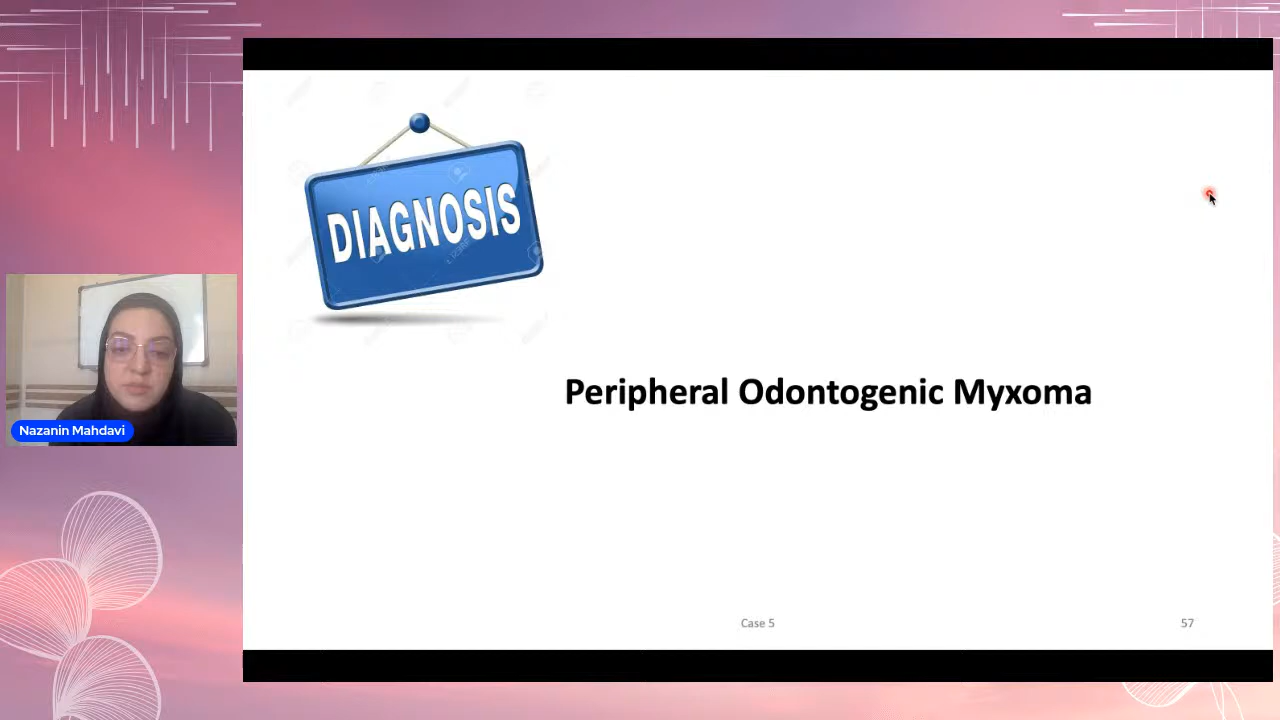 DIAGNOSIS
Peripheral Odontogenic Myxoma
Nazanin Mahdavi
Case 5
57